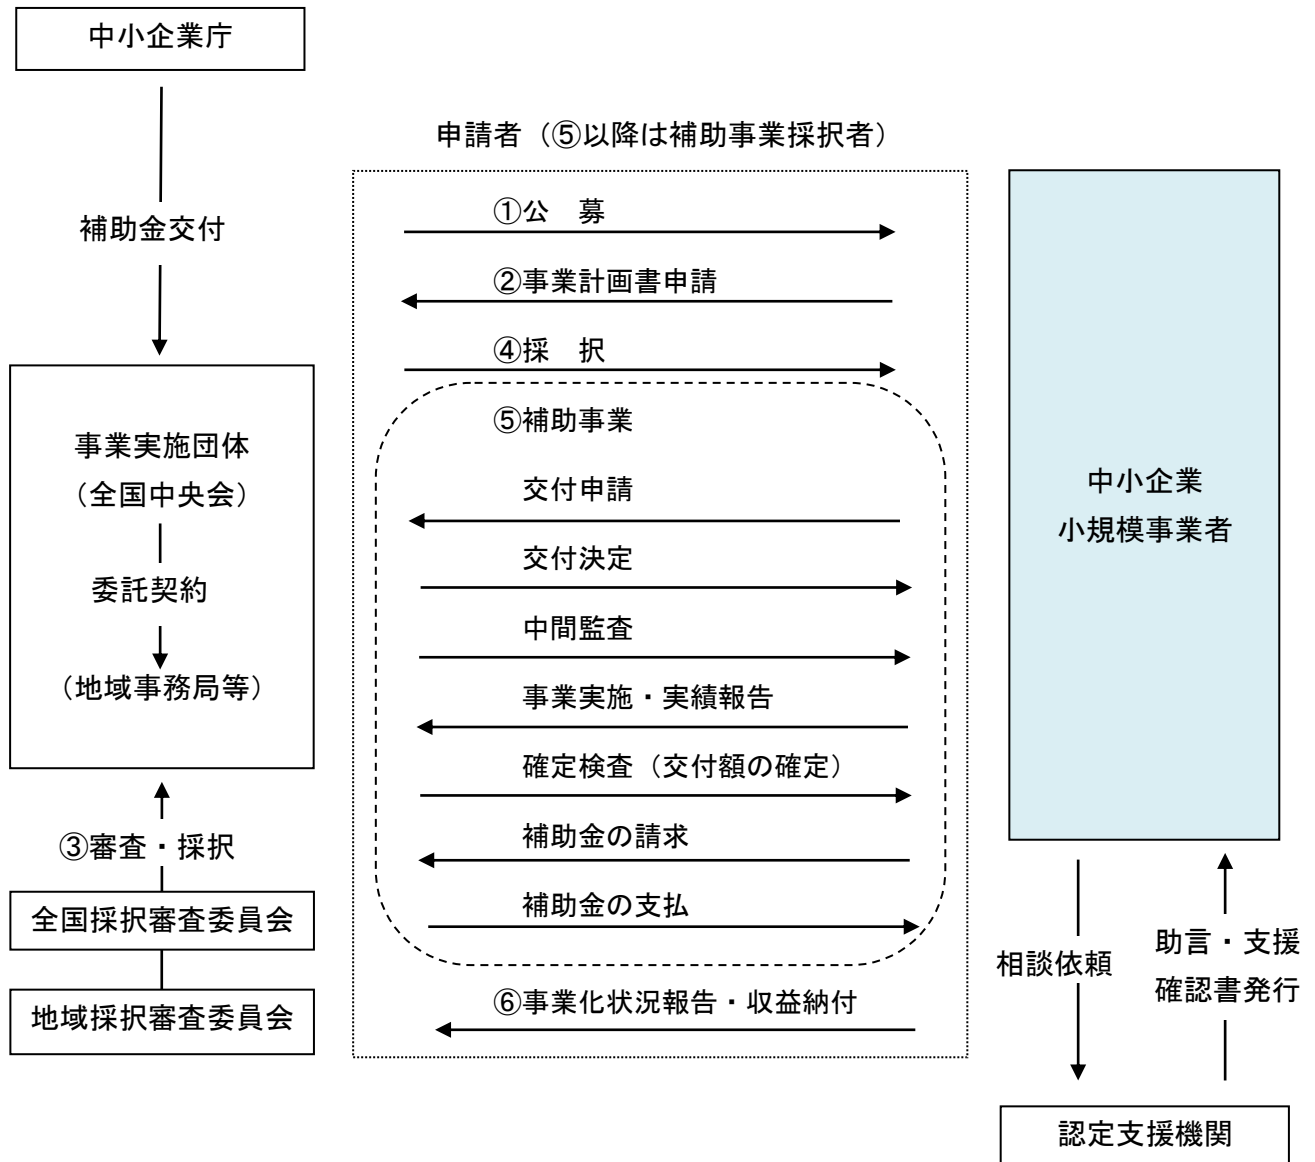 中小企業庁
補助金交付
事業実施団体
（全国中央会）
委託契約
（地域事務局等）
③審査・採択
全国採択審査委員会
地域採択審査委員会
申請者（⑤以降は補助事業採択者）
①公　募
②事業計画書申請
④採　択
⑤補助事業
交付申請
交付決定
中間監査
事業実施・実績報告
確定検査（交付額の確定）
補助金の請求
補助金の支払
⑥事業化状況報告・収益納付
中小企業
小規模事業者
相談依頼
助言・支援
確認書発行
認定支援機関